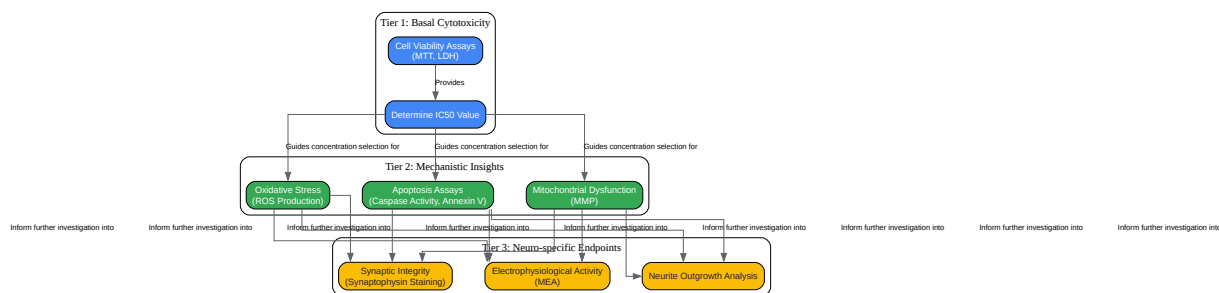 Tier 1: Basal Cytotoxicity
Cell Viability Assays
(MTT, LDH)
Provides
Determine IC50 Value
Guides concentration selection for
Guides concentration selection for
Guides concentration selection for
Tier 2: Mechanistic Insights
Oxidative Stress
(ROS Production)
Apoptosis Assays
(Caspase Activity, Annexin V)
Mitochondrial Dysfunction
(MMP)
Inform further investigation into
Inform further investigation into
Inform further investigation into
Inform further investigation into
Inform further investigation into
Inform further investigation into
Inform further investigation into
Inform further investigation into
Inform further investigation into
Tier 3: Neuro-specific Endpoints
Synaptic Integrity
(Synaptophysin Staining)
Electrophysiological Activity
(MEA)
Neurite Outgrowth Analysis